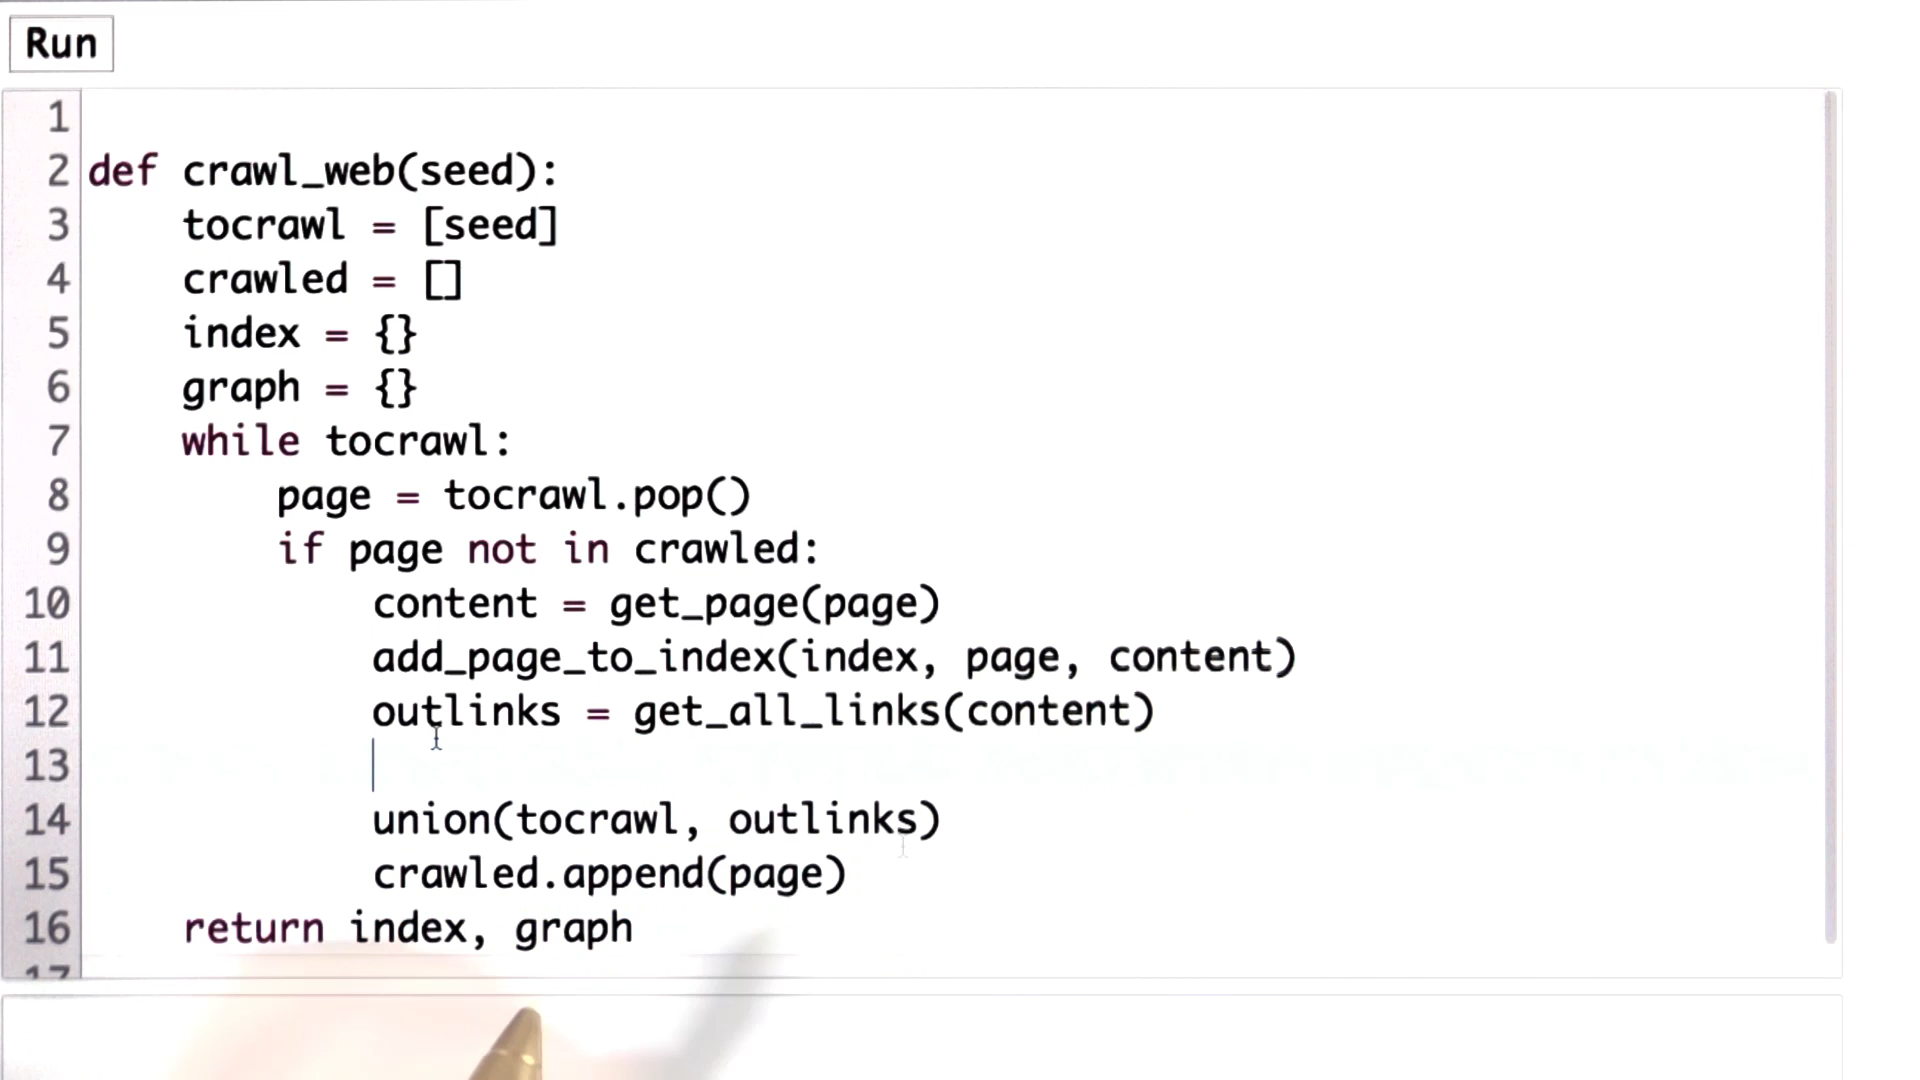 Run
1
2 def crawl_web(seed):
3 tocrawl = [seed]
4 crawled = []
5 index = {}
6 graph = {}
7 while tocrawl:
8 page = tocrawl.pop()
9 if page not in crawled:
10 content = get_page(page)
11 add_page_to_index(index, page, content)
12 outlinks = get_all_links(content)
13
14 union(tocrawl, outlinks)
15 crawled.append(page)
16 return index, graph
17